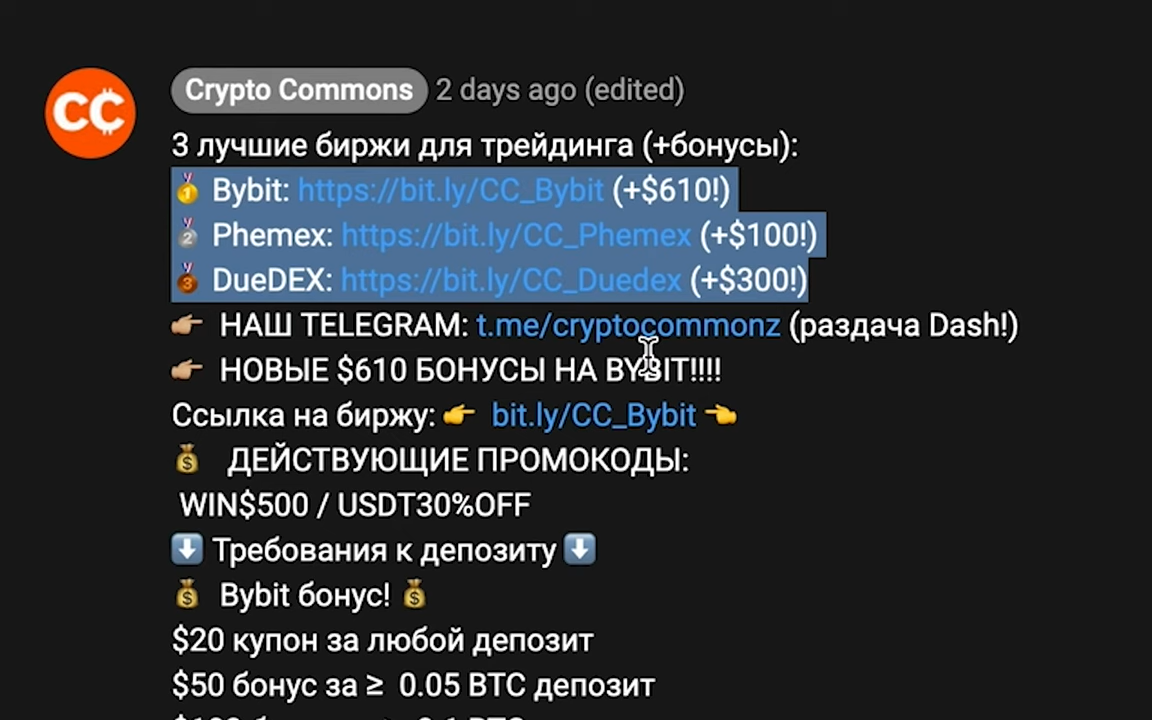 CC
Crypto Commons 2 days ago (edited)
3 лучшие биржи для трейдинга (+бонусы):
🥇 Bybit: https://bit.ly/CC_Bybit (+$610!)
🥈 Phemex: https://bit.ly/CC_Phemex (+$100!)
🥉 DueDEX: https://bit.ly/CC_Duedex (+$300!)
👉🏼 НАШ TELEGRAM: t.me/cryptocommonz (раздача Dash!)
👉🏼 НОВЫЕ $610 БОНУСЫ НА BYBIT!!!!
Ссылка на биржу: 👉 bit.ly/CC_Bybit 👈
💰 ДЕЙСТВУЮЩИЕ ПРОМОКОДЫ:
WIN$500 / USDT30%OFF
⬇️ Требования к депозиту ⬇️
💰 Bybit бонус! 💰
$20 купон за любой депозит
$50 бонус за ≥ 0.05 BTC депозит